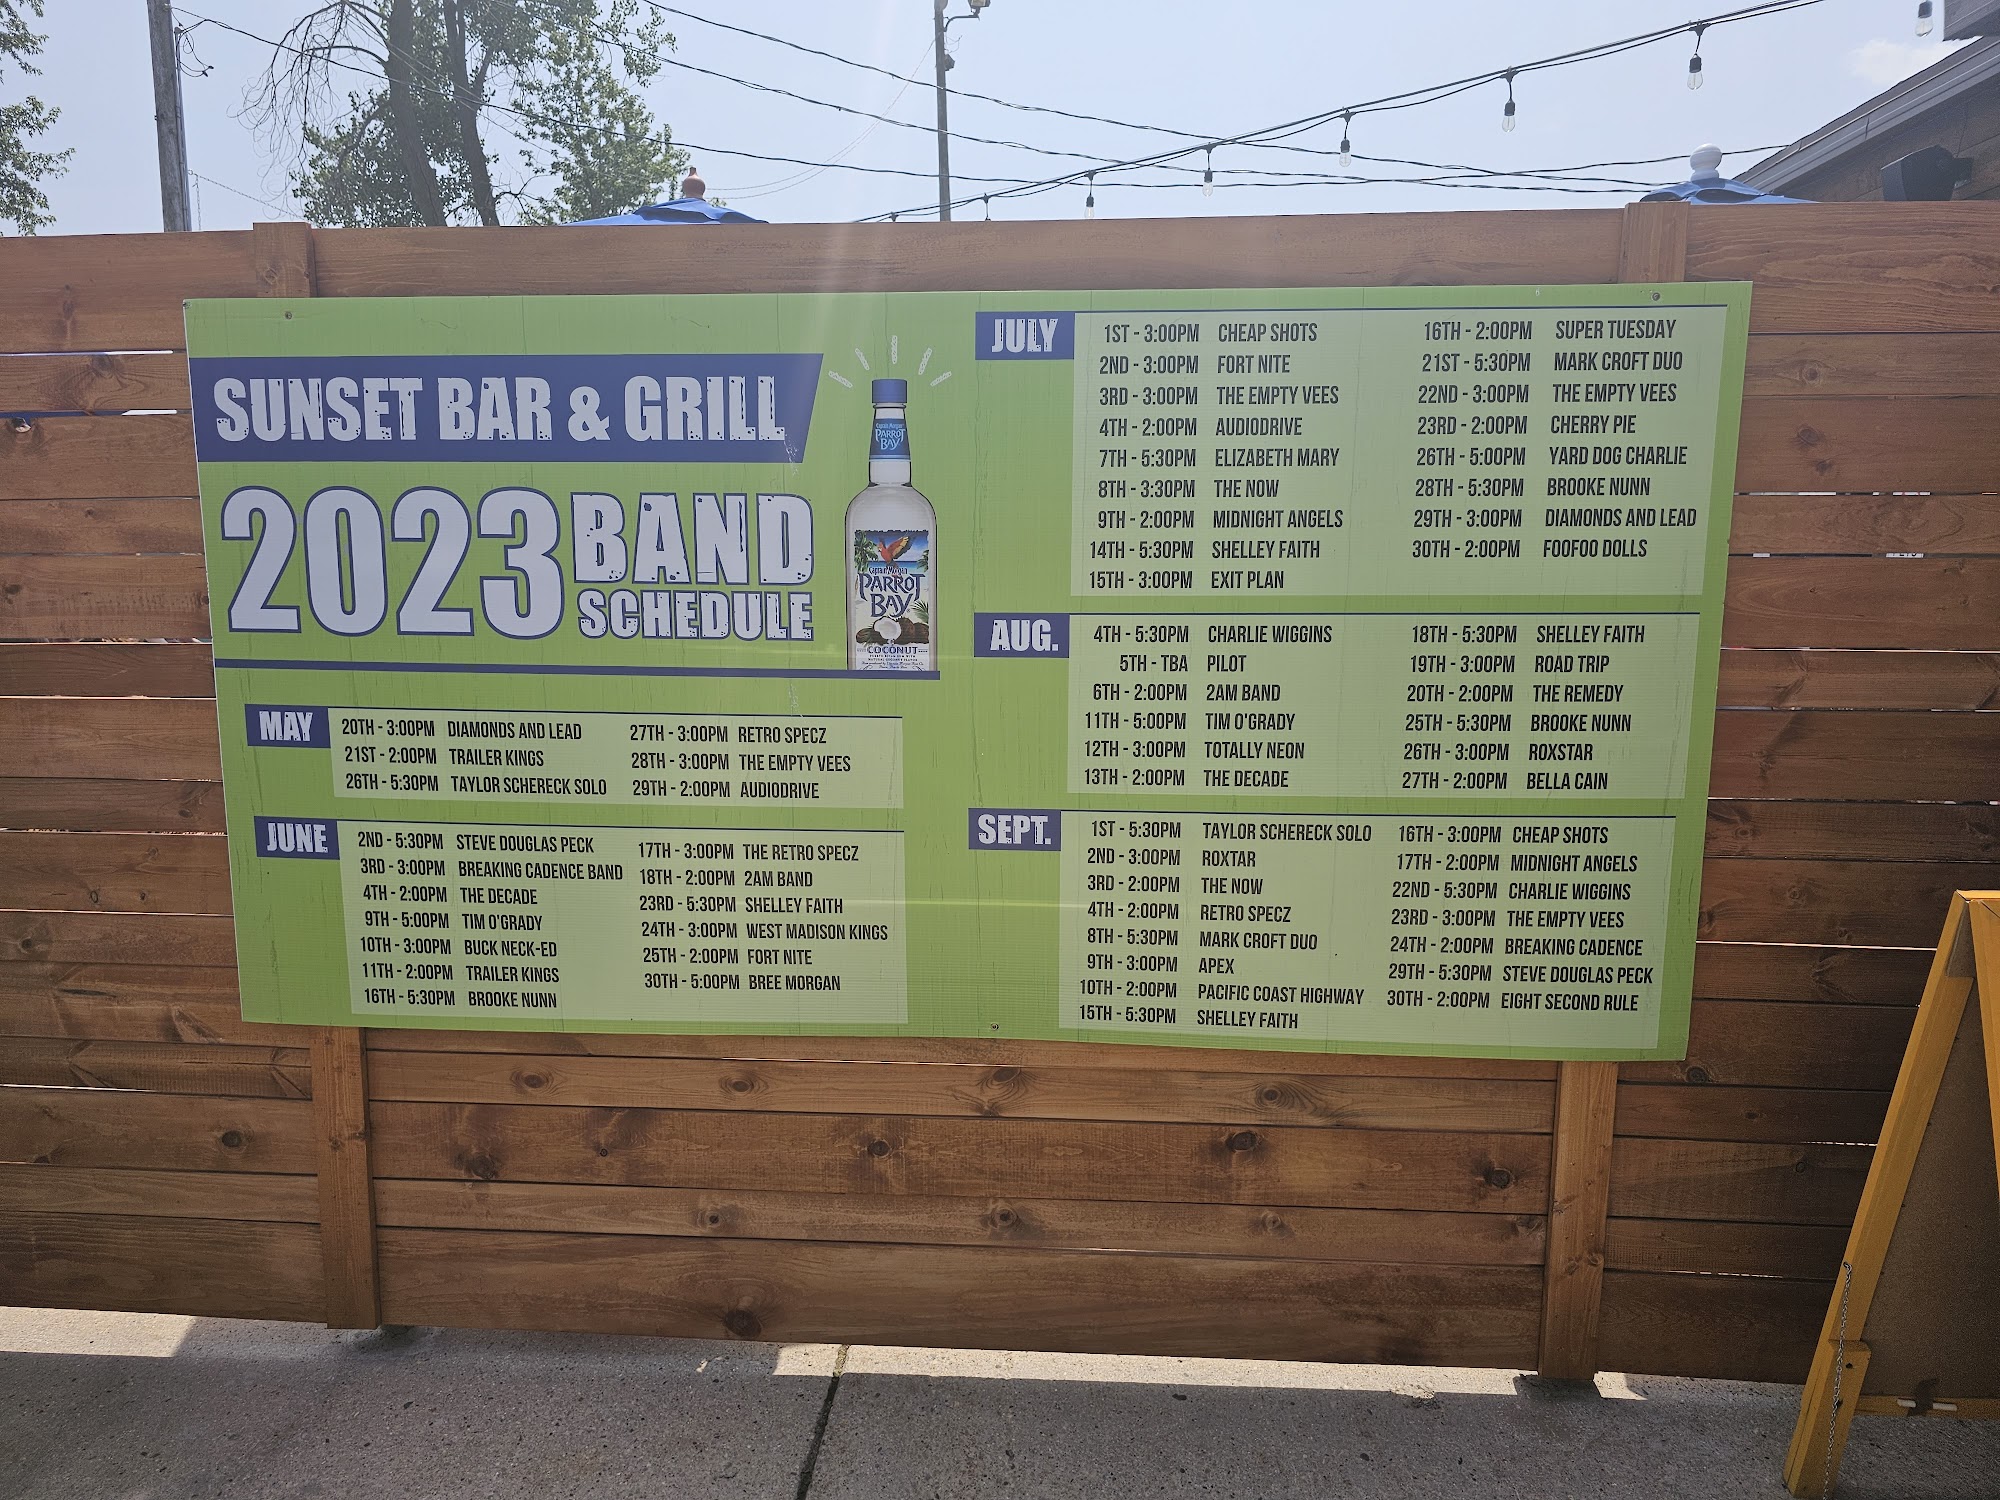 SUNSET BAR & GRILL
2023 BAND
SCHEDULE
Captain Morgan
PARROT
BAY
Captain Morgan
PARROT
BAY
COCONUT
MAY
20TH - 3:00PM DIAMONDS AND LEAD
21ST - 2:00PM TRAILER KINGS
26TH - 5:30PM TAYLOR SCHERECK SOLO
27TH - 3:00PM RETRO SPECZ
28TH - 3:00PM THE EMPTY VEES
29TH - 2:00PM AUDIODRIVE
JUNE
2ND - 5:30PM STEVE DOUGLAS PECK
3RD - 3:00PM BREAKING CADENCE BAND
4TH - 2:00PM THE DECADE
9TH - 5:00PM TIM O'GRADY
10TH - 3:00PM BUCK NECK-ED
11TH - 2:00PM TRAILER KINGS
16TH - 5:30PM BROOKE NUNN
17TH - 3:00PM THE RETRO SPECZ
18TH - 2:00PM 2AM BAND
23RD - 5:30PM SHELLEY FAITH
24TH - 3:00PM WEST MADISON KINGS
25TH - 2:00PM FORT NITE
30TH - 5:00PM BREE MORGAN
JULY
1ST - 3:00PM CHEAP SHOTS
2ND - 3:00PM FORT NITE
3RD - 3:00PM THE EMPTY VEES
4TH - 2:00PM AUDIODRIVE
7TH - 5:30PM ELIZABETH MARY
8TH - 3:30PM THE NOW
9TH - 2:00PM MIDNIGHT ANGELS
14TH - 5:30PM SHELLEY FAITH
15TH - 3:00PM EXIT PLAN
16TH - 2:00PM SUPER TUESDAY
21ST - 5:30PM MARK CROFT DUO
22ND - 3:00PM THE EMPTY VEES
23RD - 2:00PM CHERRY PIE
26TH - 5:00PM YARD DOG CHARLIE
28TH - 5:30PM BROOKE NUNN
29TH - 3:00PM DIAMONDS AND LEAD
30TH - 2:00PM FOOFOO DOLLS
AUG.
4TH - 5:30PM CHARLIE WIGGINS
5TH - TBA PILOT
6TH - 2:00PM 2AM BAND
11TH - 5:00PM TIM O'GRADY
12TH - 3:00PM TOTALLY NEON
13TH - 2:00PM THE DECADE
18TH - 5:30PM SHELLEY FAITH
19TH - 3:00PM ROAD TRIP
20TH - 2:00PM THE REMEDY
25TH - 5:30PM BROOKE NUNN
26TH - 3:00PM ROXSTAR
27TH - 2:00PM BELLA CAIN
SEPT.
1ST - 5:30PM TAYLOR SCHERECK SOLO
2ND - 3:00PM ROXTAR
3RD - 2:00PM THE NOW
4TH - 2:00PM RETRO SPECZ
8TH - 5:30PM MARK CROFT DUO
9TH - 3:00PM APEX
10TH - 2:00PM PACIFIC COAST HIGHWAY
15TH - 5:30PM SHELLEY FAITH
16TH - 3:00PM CHEAP SHOTS
17TH - 2:00PM MIDNIGHT ANGELS
22ND - 5:30PM CHARLIE WIGGINS
23RD - 3:00PM THE EMPTY VEES
24TH - 2:00PM BREAKING CADENCE
29TH - 5:30PM STEVE DOUGLAS PECK
30TH - 2:00PM EIGHT SECOND RULE